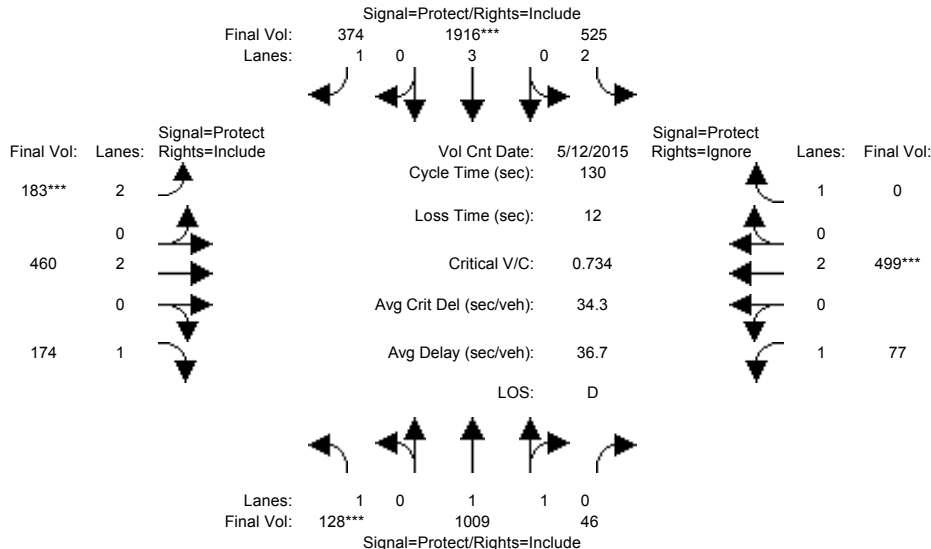 Signal=Protect/Rights=Include
Final Vol: 374 1916*** 525
Lanes: 1 0 3 0 2
Signal=Protect Signal=Protect
Final Vol: Lanes: Rights=Include Vol Cnt Date: 5/12/2015 Rights=Ignore Lanes: Final Vol:
Cycle Time (sec): 130
183*** 2 1 0
Loss Time (sec): 12
0 0
460 2 Critical V/C: 0.734 2 499***
0 Avg Crit Del (sec/veh): 34.3 0
174 1 Avg Delay (sec/veh): 36.7 1 77
LOS: D
Lanes: 1 0 1 1 0
Final Vol: 128*** 1009 46
Signal=Protect/Rights=Include